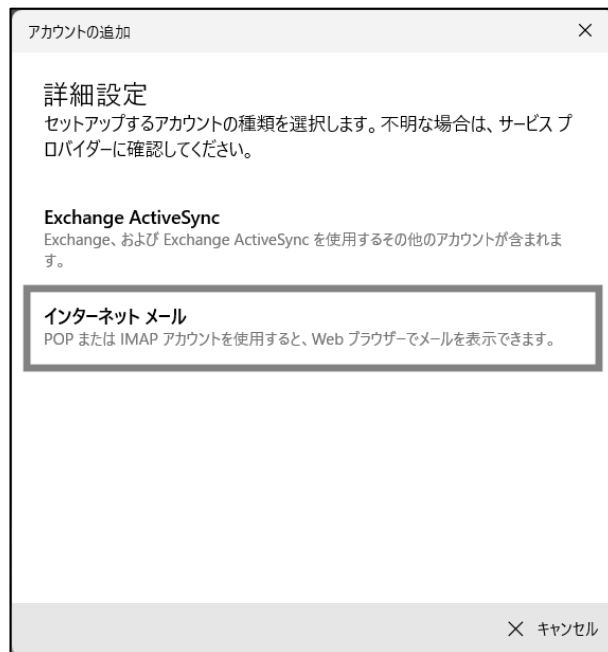 アカウントの追加
詳細設定
セットアップするアカウントの種類を選択します。不明な場合は、サービス プ
ロバイダーに確認してください。
Exchange ActiveSync
Exchange、および Exchange ActiveSync を使用するその他のアカウントが含まれま
す。
インターネット メール
POP または IMAP アカウントを使用すると、Web ブラウザーでメールを表示できます。
キャンセル